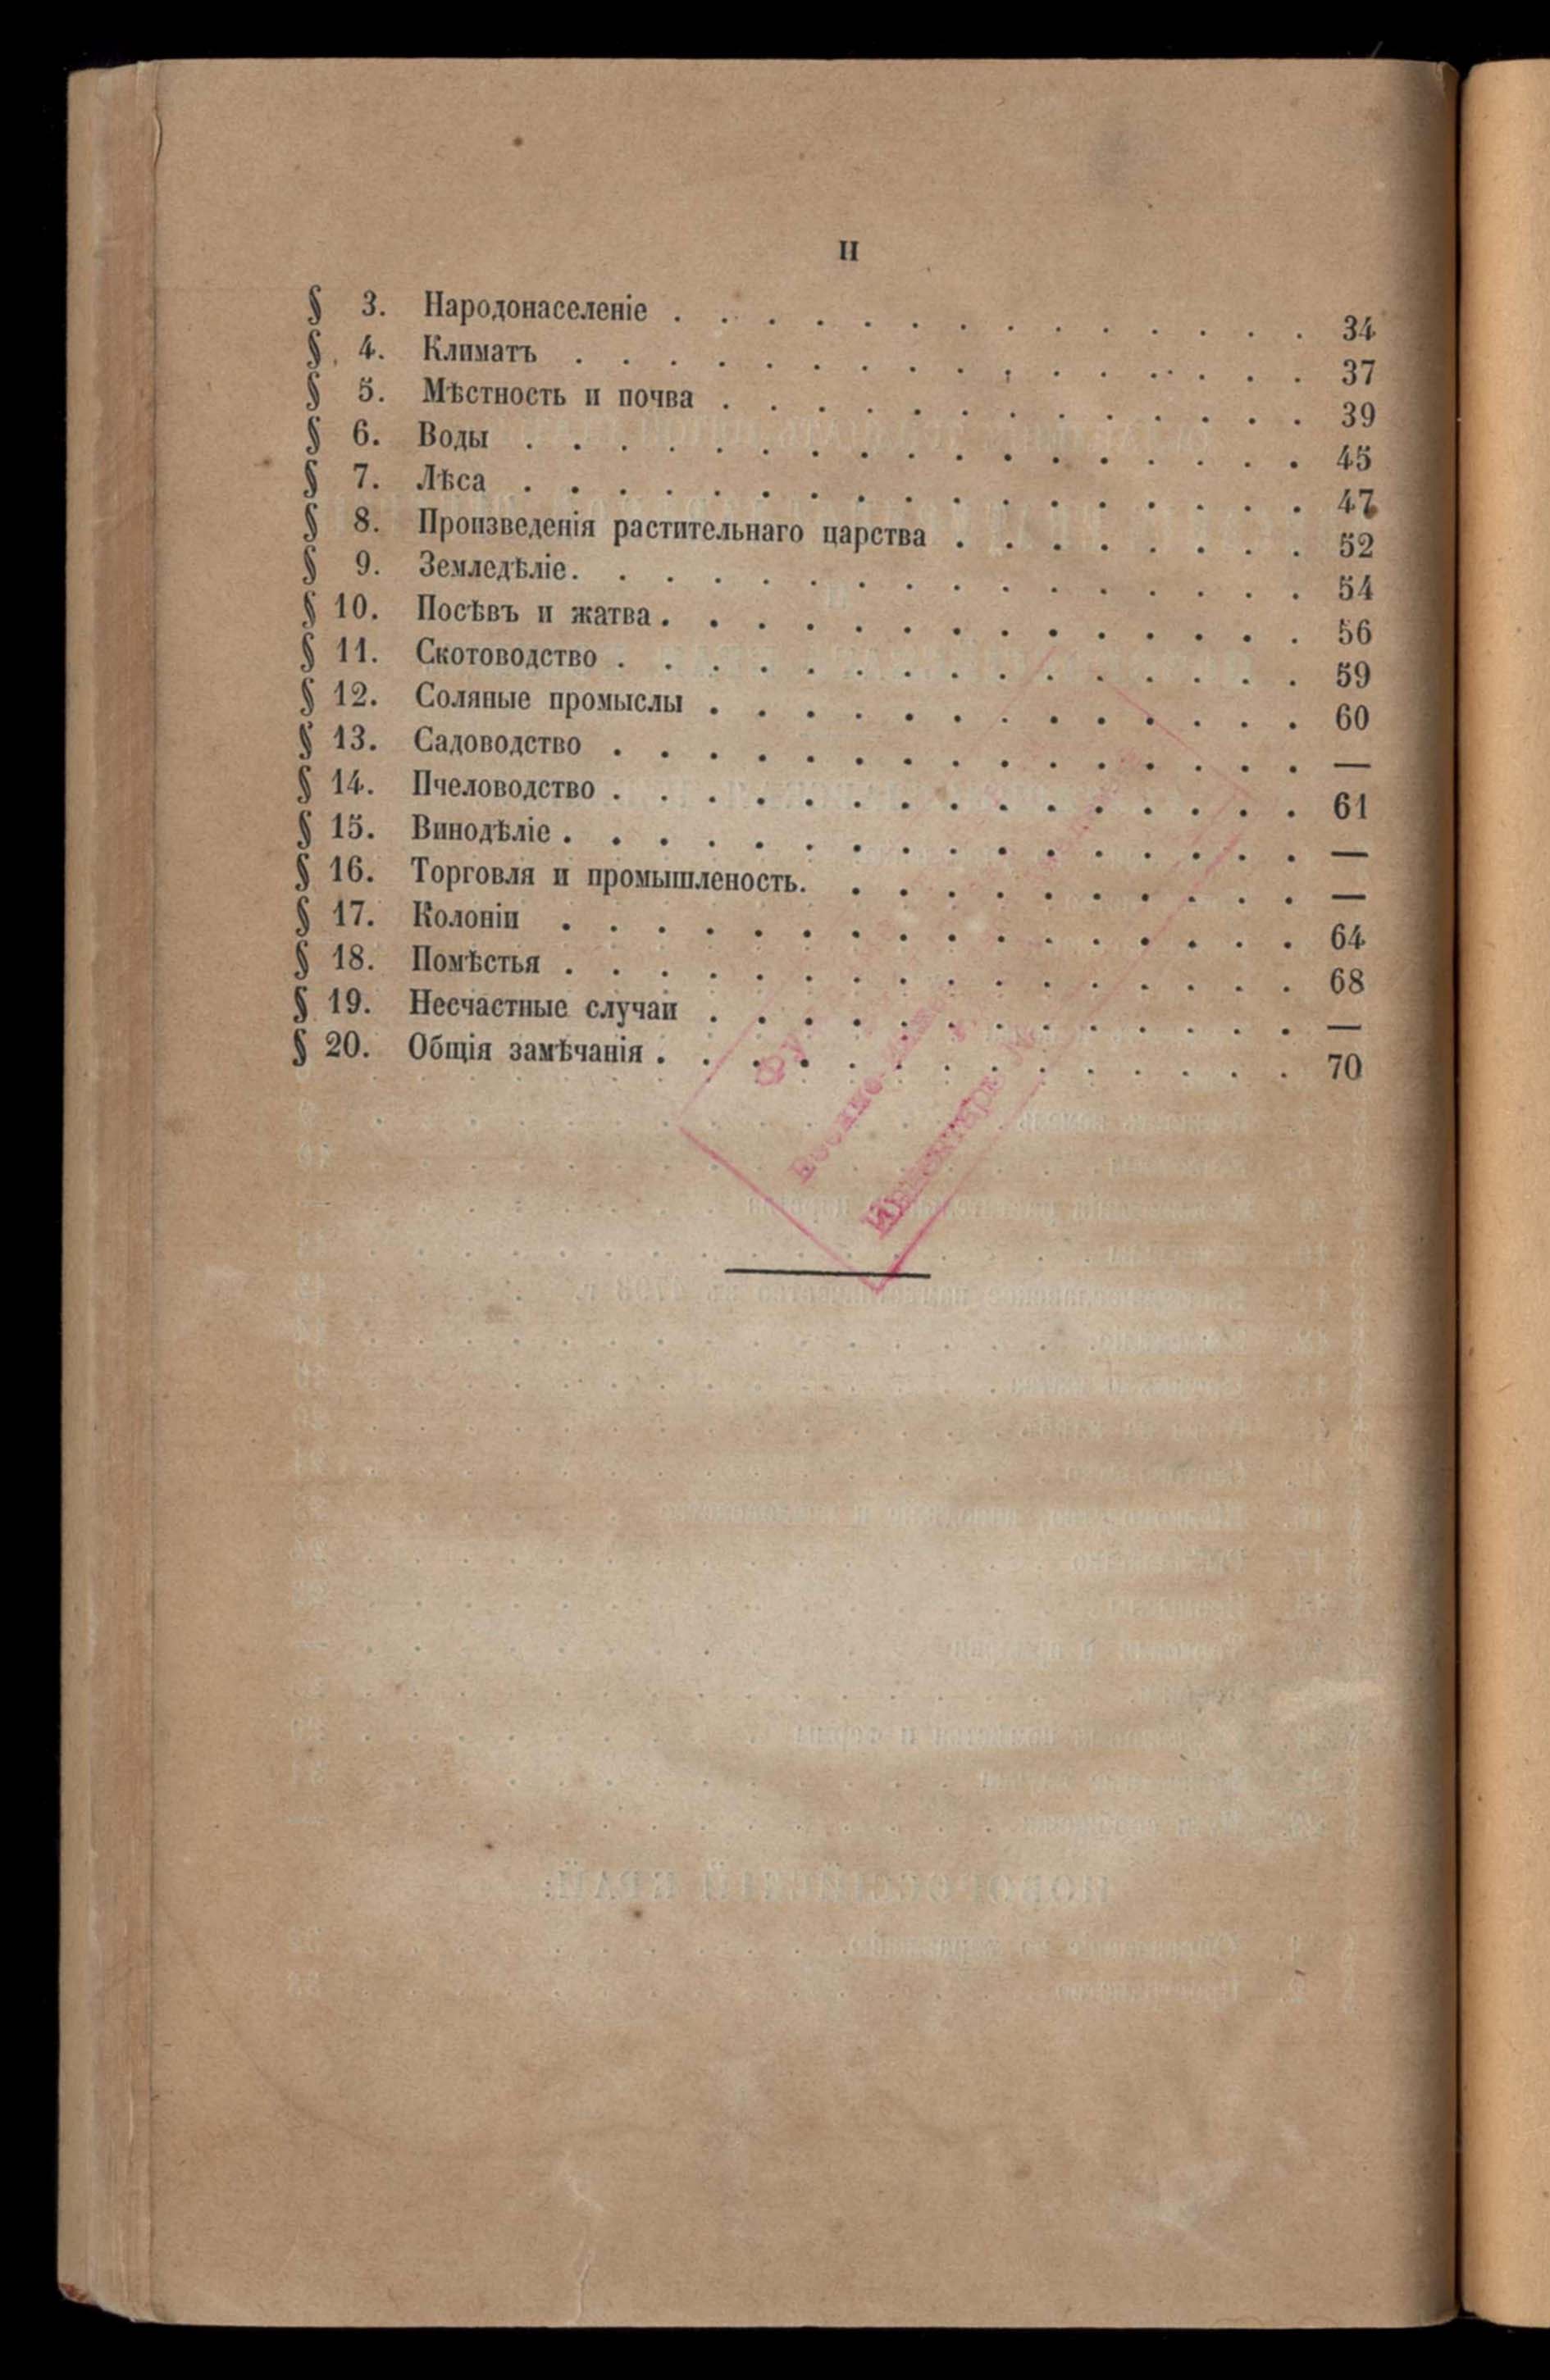 II
§ 3. Народонаселеніе . . . . . . . . . . . . . . 34
§ 4. Климатъ . . . . . . . . . . . . . . . . 37
§ 5. Мѣстность и почва . . . . . . . . . . . . . 39
§ 6. Воды . . . . . . . . . . . . . . . . . 45
§ 7. Лѣса . . . . . . . . . . . . . . . . . 47
§ 8. Произведенія растительнаго царства . . . . . . . . 52
§ 9. Земледѣліе. . . . . . . . . . . . . . . . 54
§ 10. Посѣвъ и жатва . . . . . . . . . . . . . . 56
§ 11. Скотоводство . . . . . . . . . . . . . . . 59
§ 12. Соляные промыслы . . . . . . . . . . . . . 60
§ 13. Садоводство . . . . . . . . . . . . . . . —
§ 14. Пчеловодство . . . . . . . . . . . . . . . 61
§ 15. Винодѣліе . . . . . . . . . . . . . . . . —
§ 16. Торговля и промышленость. . . . . . . . . . . —
§ 17. Колоніи . . . . . . . . . . . . . . . . 64
§ 18. Помѣстья . . . . . . . . . . . . . . . . 68
§ 19. Несчастные случаи . . . . . . . . . . . . . —
§ 20. Общія замѣчанія . . . . . . . . . . . . . . 70